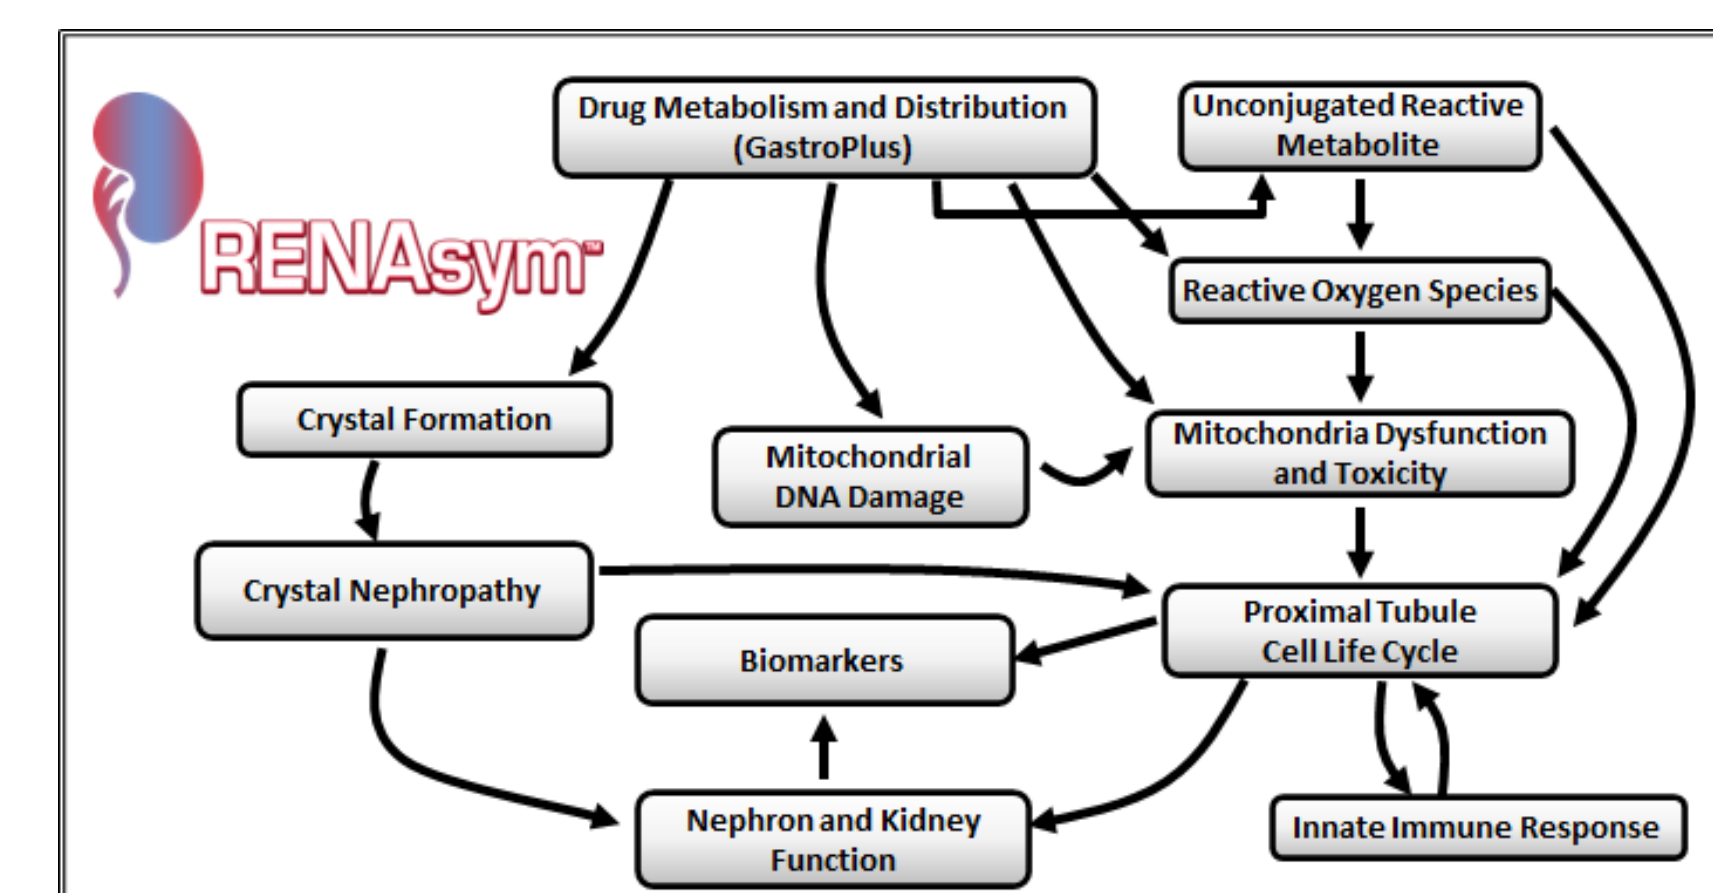 Drug Metabolism and Distribution
(GastroPlus)
Unconjugated Reactive
Metabolite
RENAsym™
Reactive Oxygen Species
Crystal Formation
Mitochondrial
DNA Damage
Mitochondria Dysfunction
and Toxicity
Crystal Nephropathy
Biomarkers
Proximal Tubule
Cell Life Cycle
Nephron and Kidney
Function
Innate Immune Response